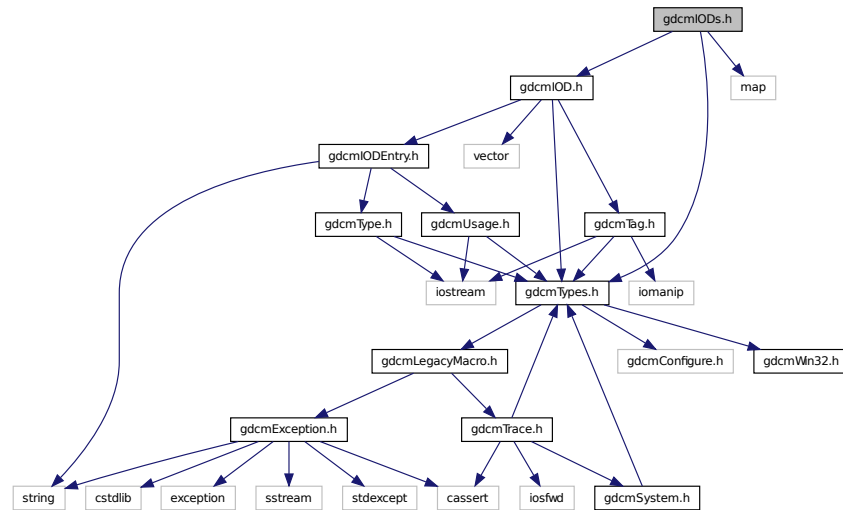 gdcmIODs.h
gdcmIOD.h
map
gdcmIODEntry.h
vector
gdcmType.h
gdcmUsage.h
gdcmTag.h
iostream
gdcmTypes.h
iomanip
gdcmLegacyMacro.h
gdcmConfigure.h
gdcmWin32.h
gdcmException.h
gdcmTrace.h
string
cstdlib
exception
sstream
stdexcept
cassert
iosfwd
gdcmSystem.h